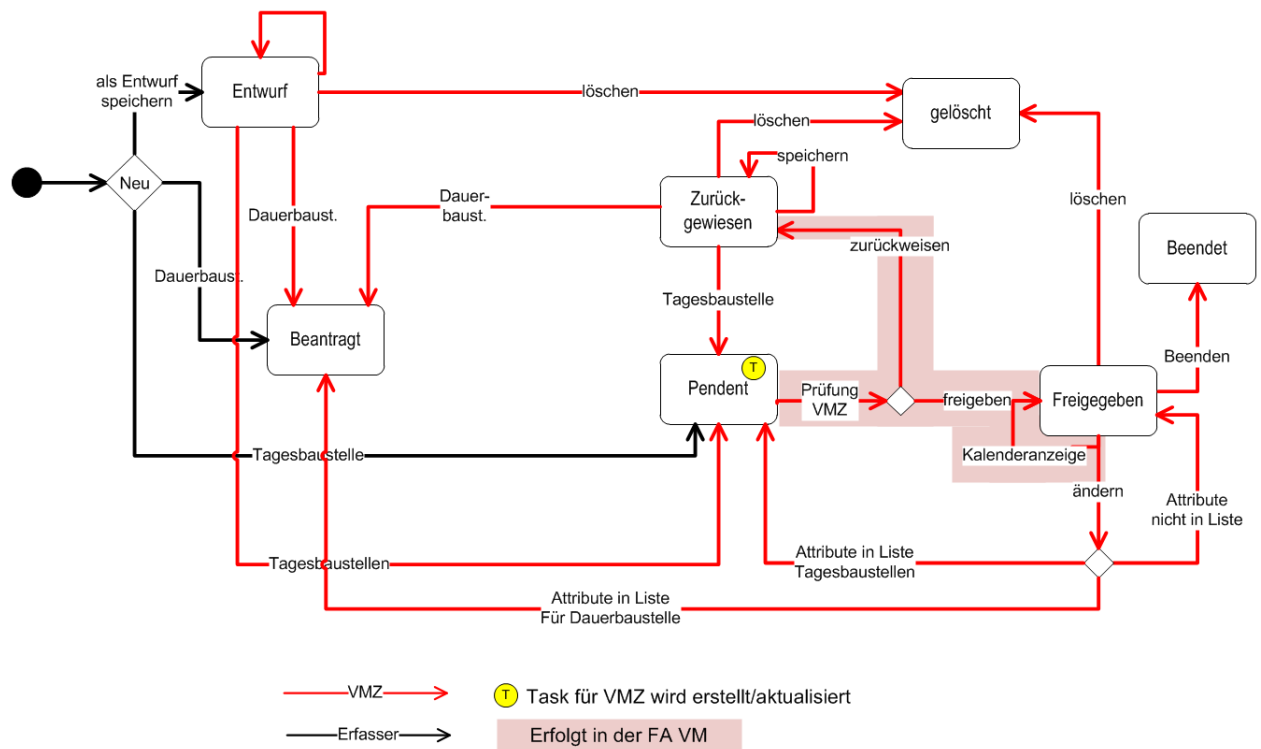 als Entwurf
speichern
Entwurf
löschen
gelöscht
löschen
speichern
Neu
Zurück-
gewiesen
Dauer-
baust.
Dauerbaust.
löschen
zurückweisen
Beendet
Dauerbaust.
Tagesbaustelle
Beantragt
T
Pendent
Prüfung
VMZ
freigeben
Freigegeben
Beenden
Tagesbaustelle
Kalenderanzeige
ändern
Attribute
nicht in Liste
Tagesbaustellen
Attribute in Liste
Tagesbaustellen
Attribute in Liste
Für Dauerbaustelle
VMZ
T Task für VMZ wird erstellt/aktualisiert
Erfasser
Erfolgt in der FA VM